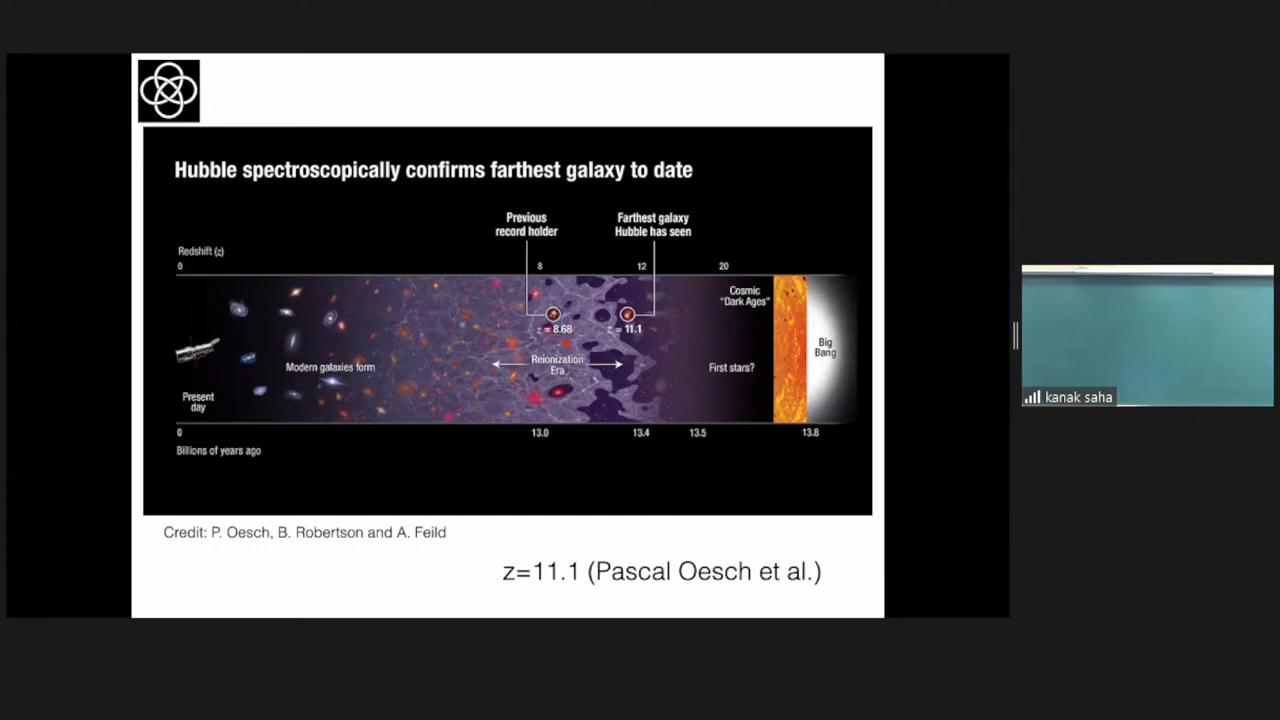 Hubble spectroscopically confirms farthest galaxy to date
Previous
record holder
Farthest galaxy
Hubble has seen
Redshift (z)
0
8
12
20
Cosmic
"Dark Ages"
z = 8.68
z = 11.1
Big
Bang
Modern galaxies form
Reionization
Era
First stars?
Present
day
0
13.0
13.4
13.5
13.8
Billions of years ago
Credit: P. Oesch, B. Robertson and A. Feild
z=11.1 (Pascal Oesch et al.)
kanak saha